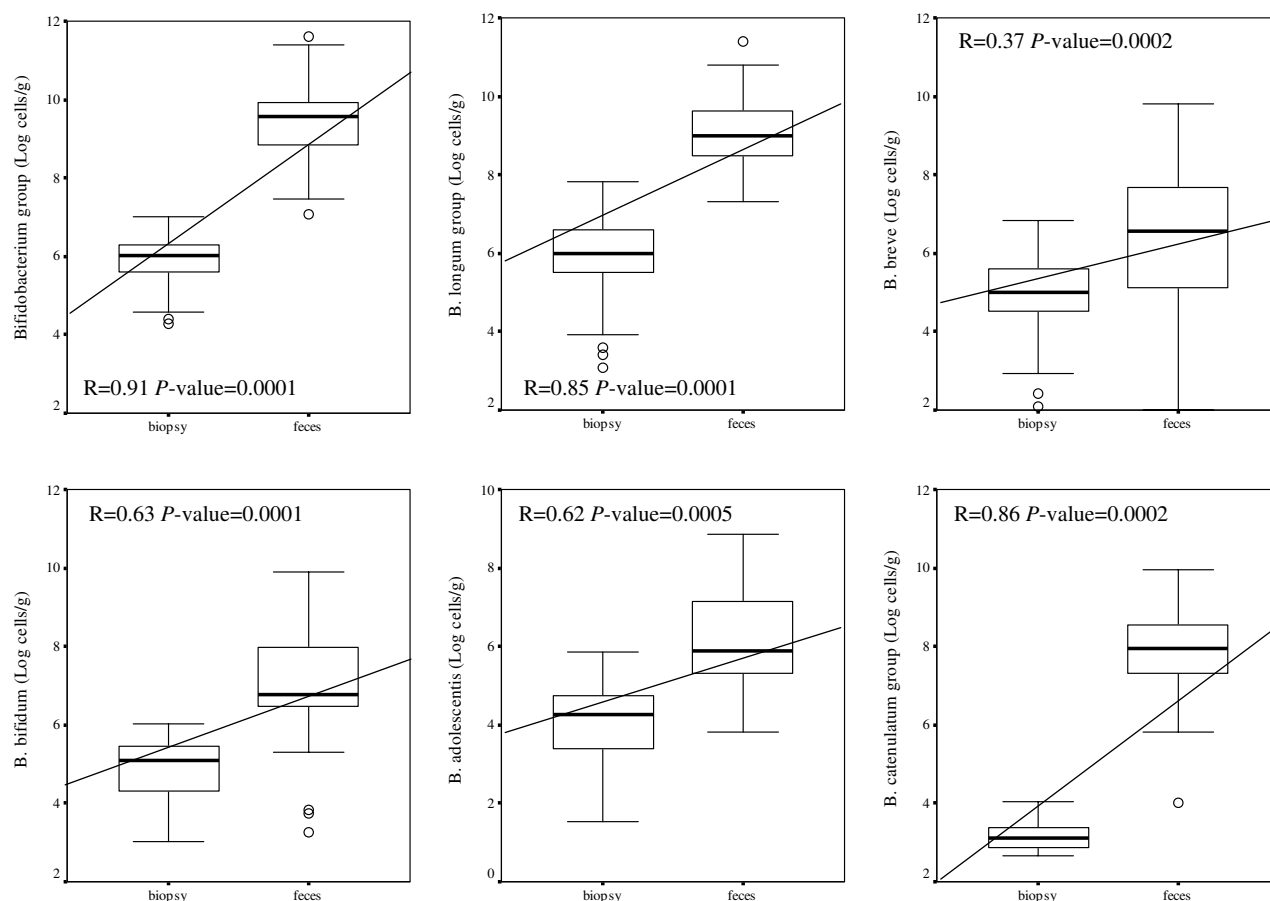 12
10
8
6
4
2
Bifidobacterium group (Log cells/g)
R=0.91 P-value=0.0001
biopsy
feces
12
10
8
6
4
2
B. longum group (Log cells/g)
R=0.85 P-value=0.0001
biopsy
feces
12
10
8
6
4
2
B. breve (Log cells/g)
R=0.37 P-value=0.0002
biopsy
feces
12
10
8
6
4
2
B. bifidum (Log cells/g)
R=0.63 P-value=0.0001
biopsy
feces
10
8
6
4
2
0
B. adolescentis (Log cells/g)
R=0.62 P-value=0.0005
biopsy
feces
12
10
8
6
4
2
B. catenulatum group (Log cells/g)
R=0.86 P-value=0.0002
biopsy
feces